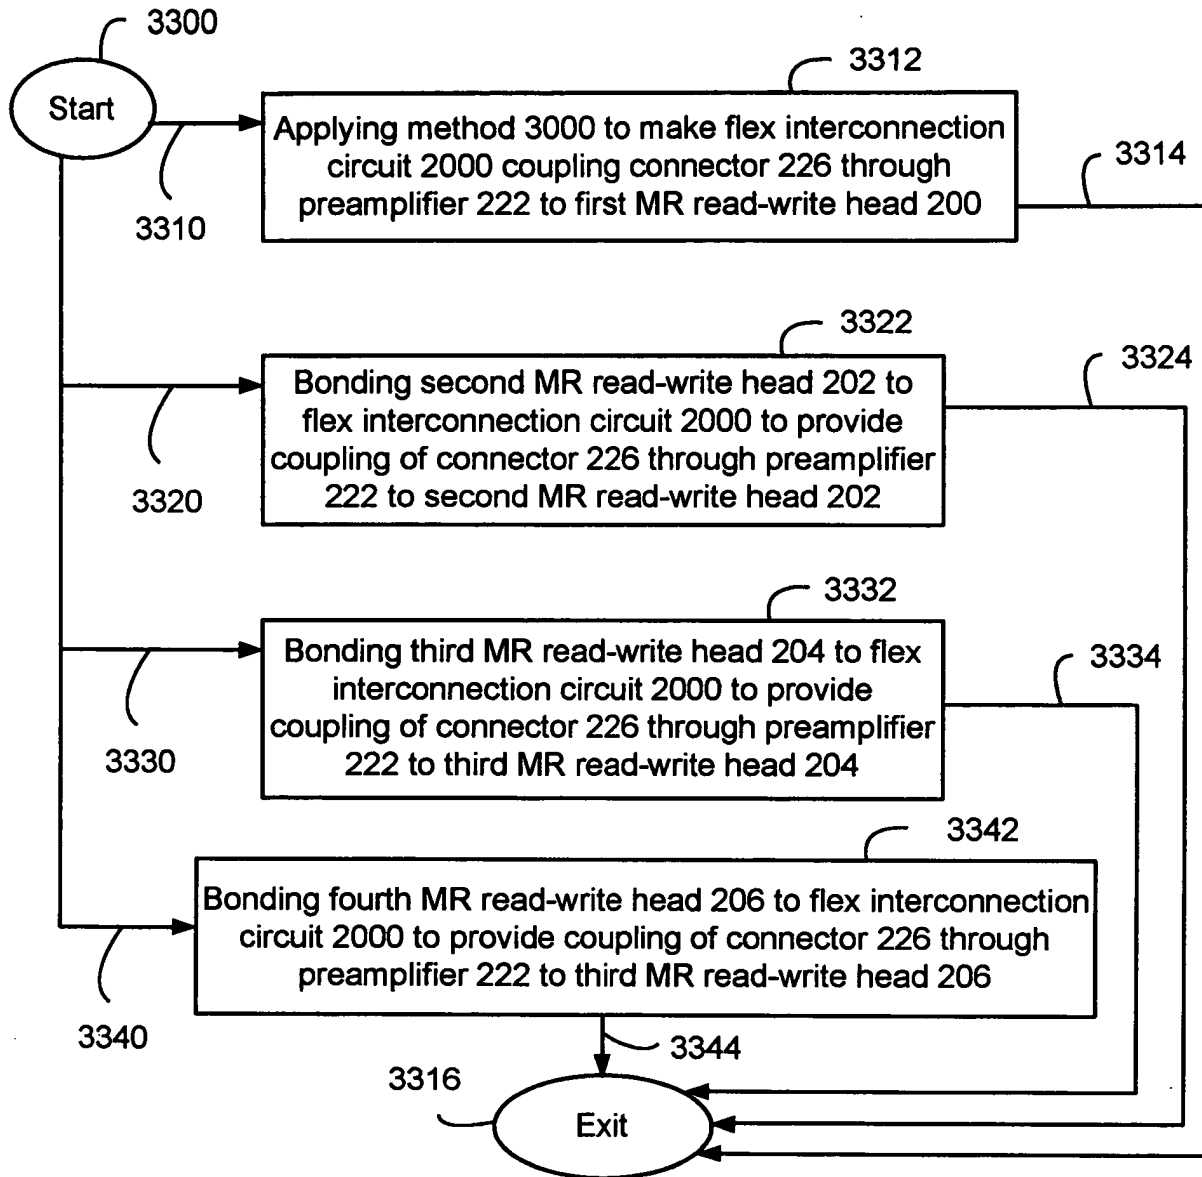 3300
Start
3312
Applying method 3000 to make flex interconnection
circuit 2000 coupling connector 226 through
preamplifier 222 to first MR read-write head 200
3314
3310
3322
Bonding second MR read-write head 202 to
flex interconnection circuit 2000 to provide
coupling of connector 226 through preamplifier
222 to second MR read-write head 202
3324
3320
3332
Bonding third MR read-write head 204 to flex
interconnection circuit 2000 to provide
coupling of connector 226 through preamplifier
222 to third MR read-write head 204
3334
3330
3342
Bonding fourth MR read-write head 206 to flex interconnection
circuit 2000 to provide coupling of connector 226 through
preamplifier 222 to third MR read-write head 206
3340
3344
3316
Exit